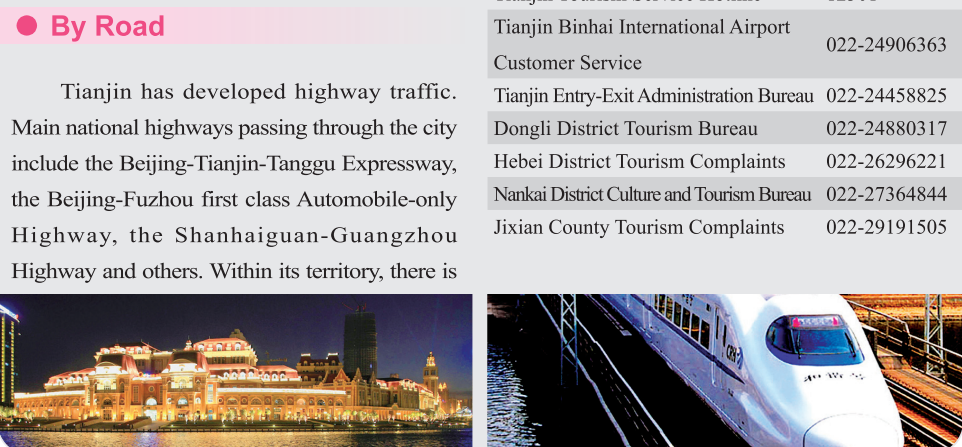 By Road
Tianjin has developed highway traffic.
Main national highways passing through the city
include the Beijing-Tianjin-Tanggu Expressway,
the Beijing-Fuzhou first class Automobile-only
Highway, the Shanhaiguan-Guangzhou
Highway and others. Within its territory, there is
Tianjin Binhai International Airport
Customer Service 022-24906363
Tianjin Entry-Exit Administration Bureau 022-24458825
Dongli District Tourism Bureau 022-24880317
Hebei District Tourism Complaints 022-26296221
Nankai District Culture and Tourism Bureau 022-27364844
Jixian County Tourism Complaints 022-29191505
CRH
和谐号